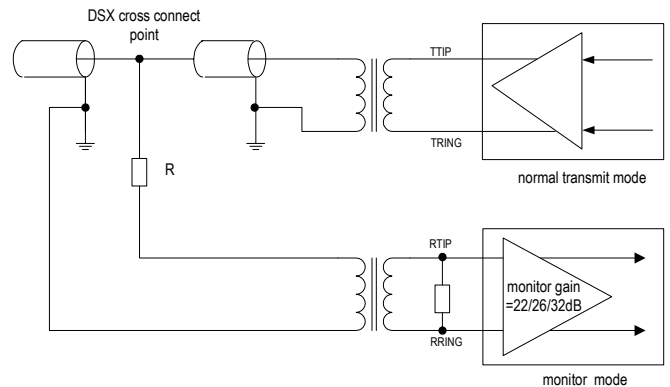 DSX cross connect
point
TTIP
TRING
normal transmit mode
R
RTIP
monitor gain
=22/26/32dB
RRING
monitor mode